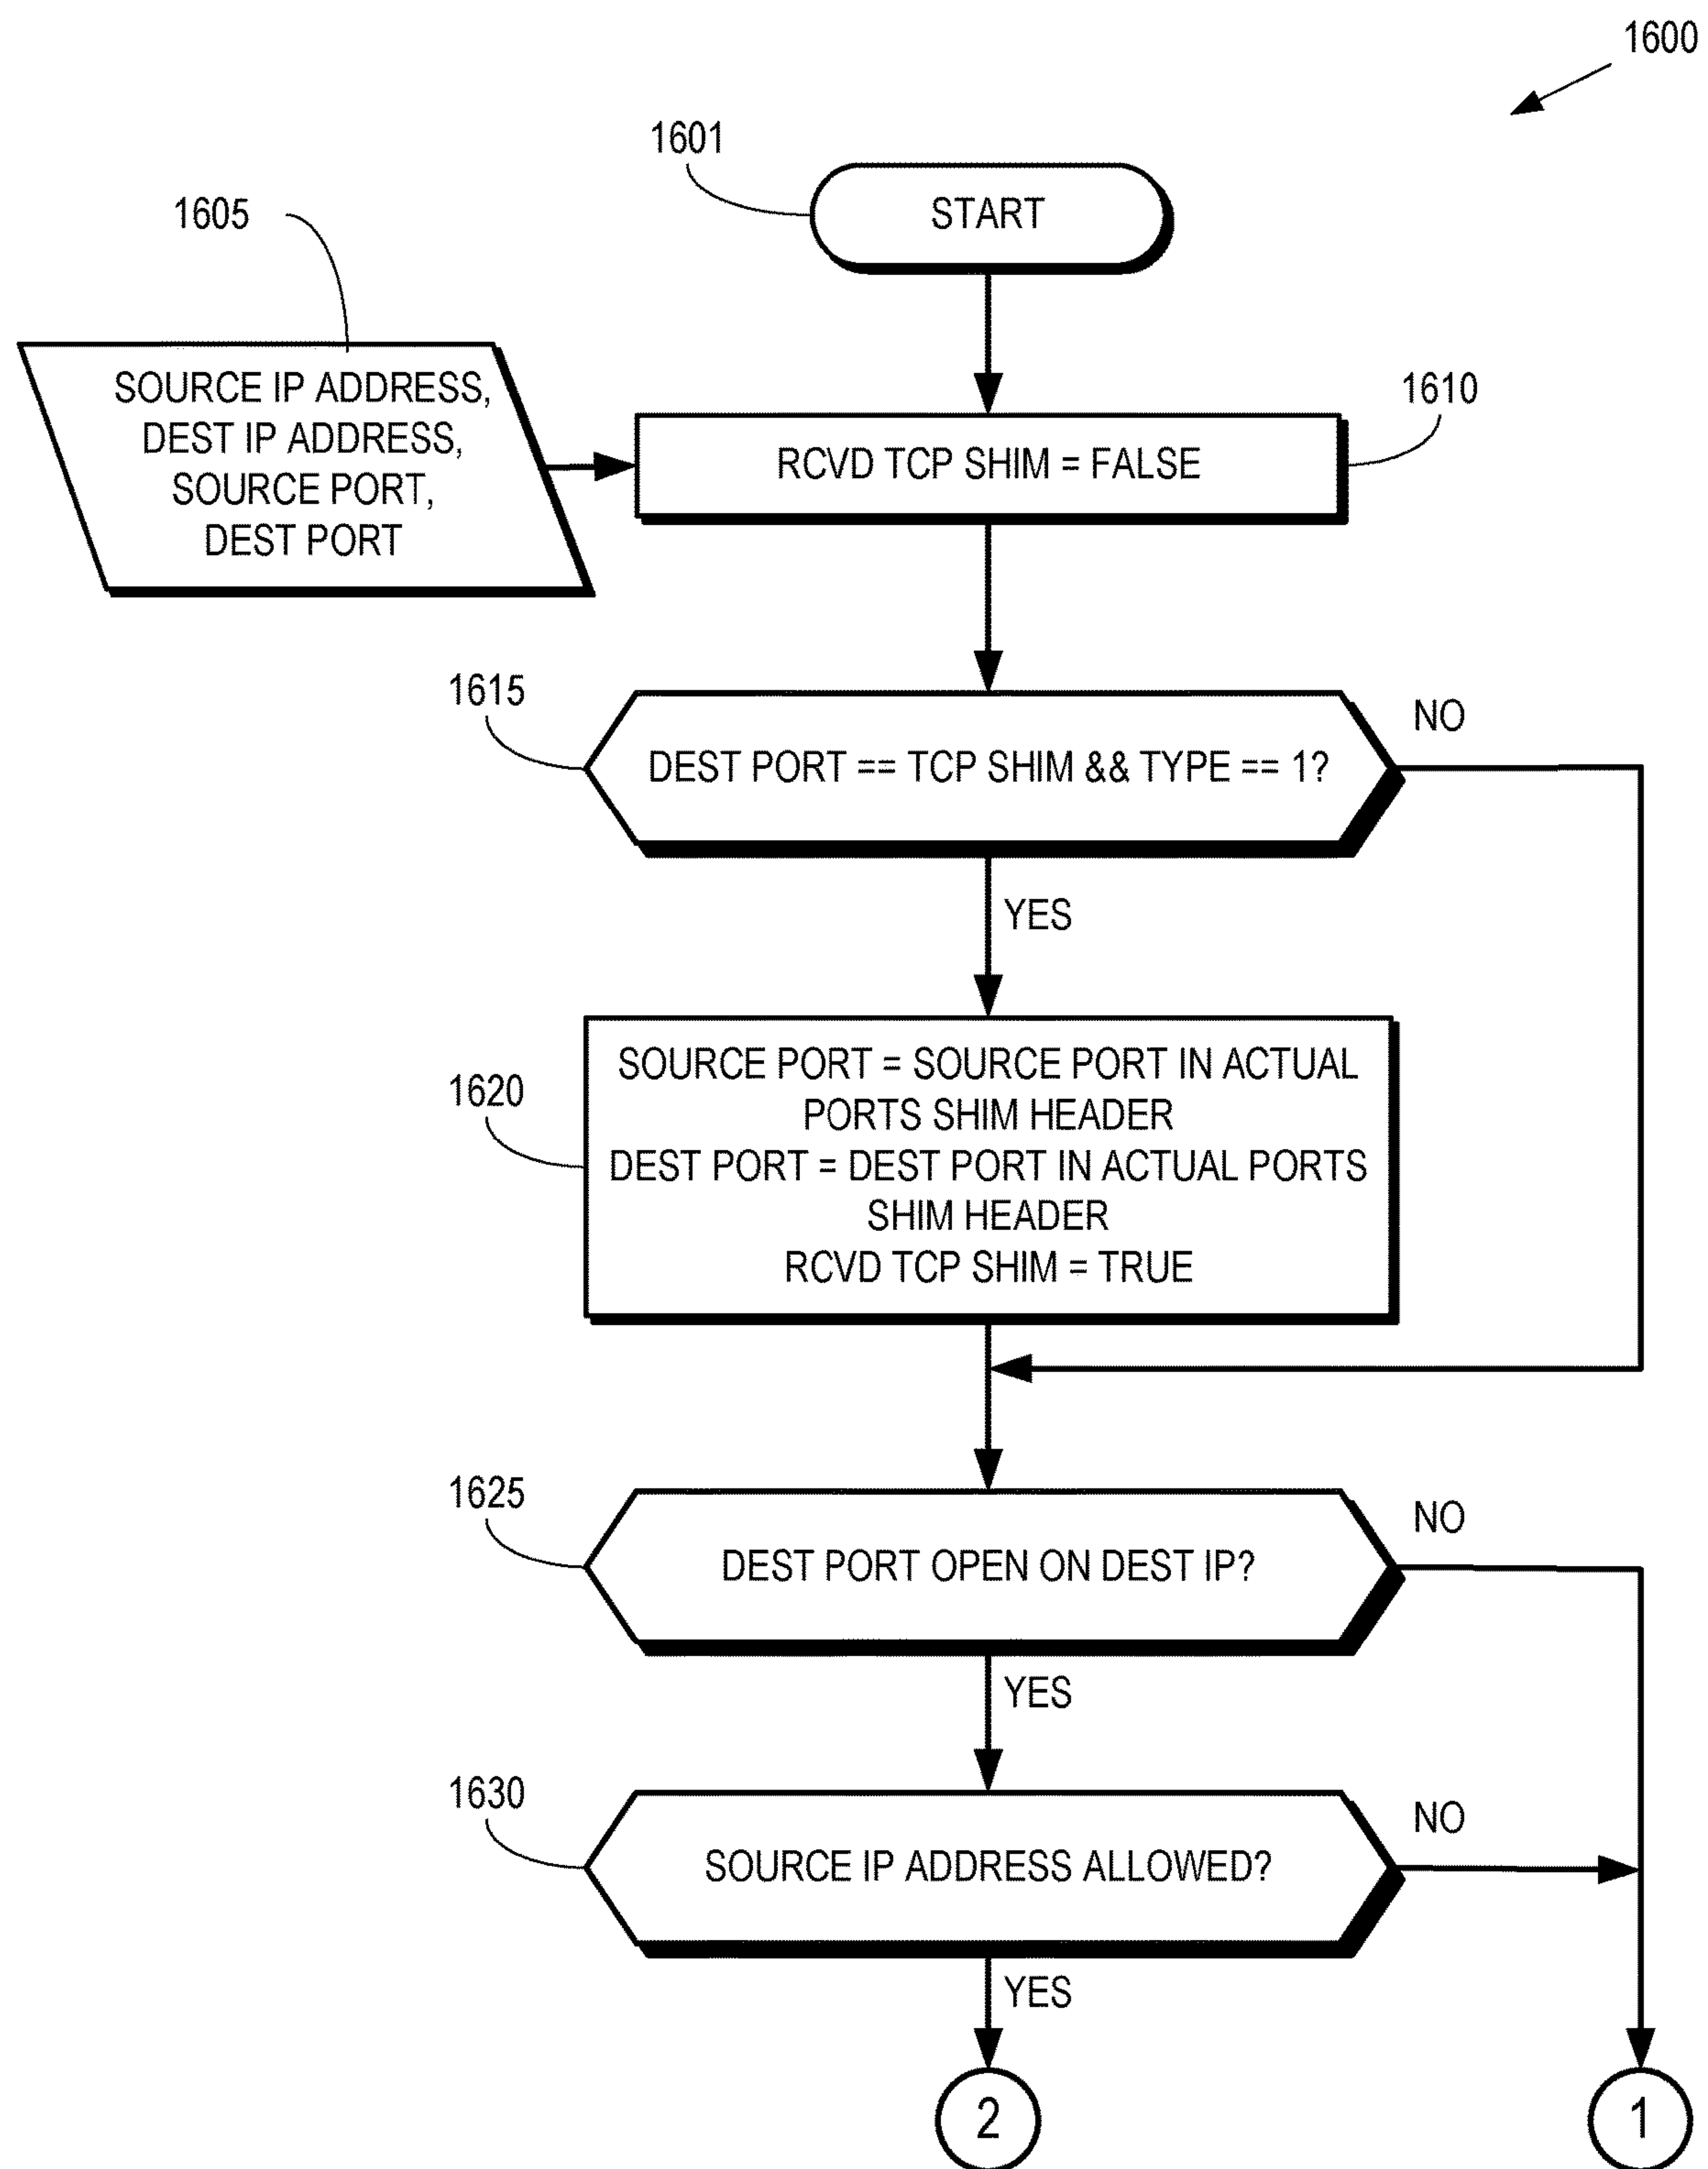 1600
1601
START
1605
SOURCE IP ADDRESS,
DEST IP ADDRESS,
SOURCE PORT,
DEST PORT
1610
RCVD TCP SHIM = FALSE
1615
NO
DEST PORT == TCP SHIM && TYPE == 1?
YES
1620
SOURCE PORT = SOURCE PORT IN ACTUAL
PORTS SHIM HEADER
DEST PORT = DEST PORT IN ACTUAL PORTS
SHIM HEADER
RCVD TCP SHIM = TRUE
1625
NO
DEST PORT OPEN ON DEST IP?
YES
1630
NO
SOURCE IP ADDRESS ALLOWED?
YES
2
1